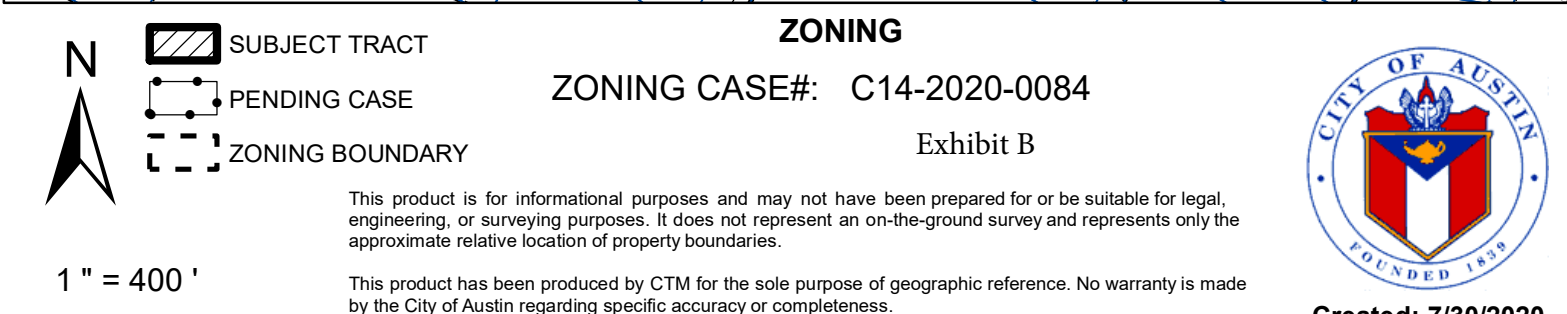 ZONING
N
SUBJECT TRACT
PENDING CASE
ZONING BOUNDARY
ZONING CASE#: C14-2020-0084
Exhibit B
This product is for informational purposes and may not have been prepared for or be suitable for legal,
engineering, or surveying purposes. It does not represent an on-the-ground survey and represents only the
approximate relative location of property boundaries.
1 " = 400 '
This product has been produced by CTM for the sole purpose of geographic reference. No warranty is made
by the City of Austin regarding specific accuracy or completeness.
CITY OF AUSTIN
FOUNDED 1839
Created: 7/30/2020